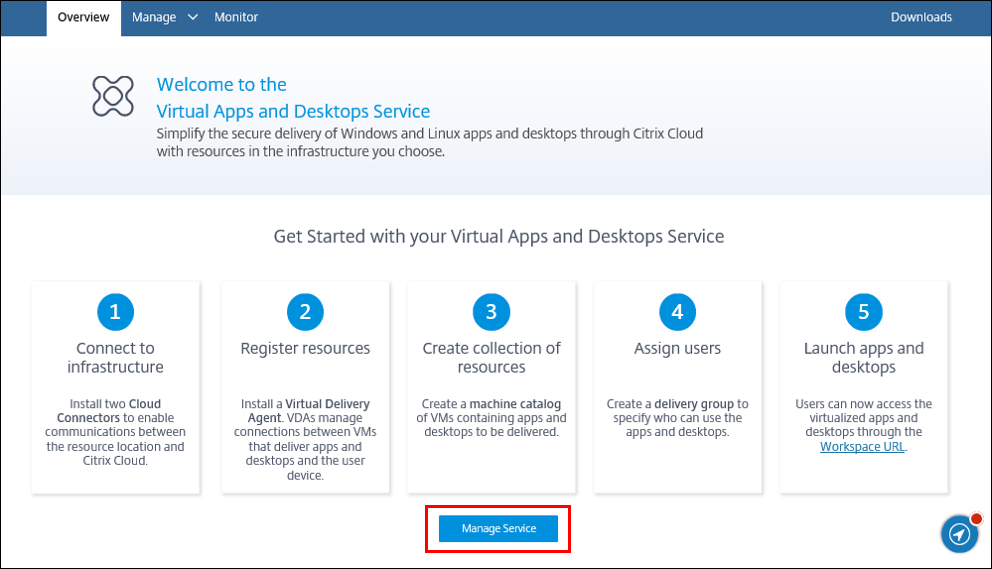 Overview Manage Monitor Downloads
Welcome to the
Virtual Apps and Desktops Service
Simplify the secure delivery of Windows and Linux apps and desktops through Citrix Cloud
with resources in the infrastructure you choose.
Get Started with your Virtual Apps and Desktops Service
1
Connect to
infrastructure
Install two Cloud
Connectors to enable
communications between
the resource location and
Citrix Cloud.
2
Register resources
Install a Virtual Delivery
Agent. VDAs manage
connections between VMs
that deliver apps and
desktops and the user
device.
3
Create collection of
resources
Create a machine catalog
of VMs containing apps and
desktops to be delivered.
4
Assign users
Create a delivery group to
specify who can use the
apps and desktops.
5
Launch apps and
desktops
Users can now access the
virtualized apps and
desktops through the
Workspace URL.
Manage Service